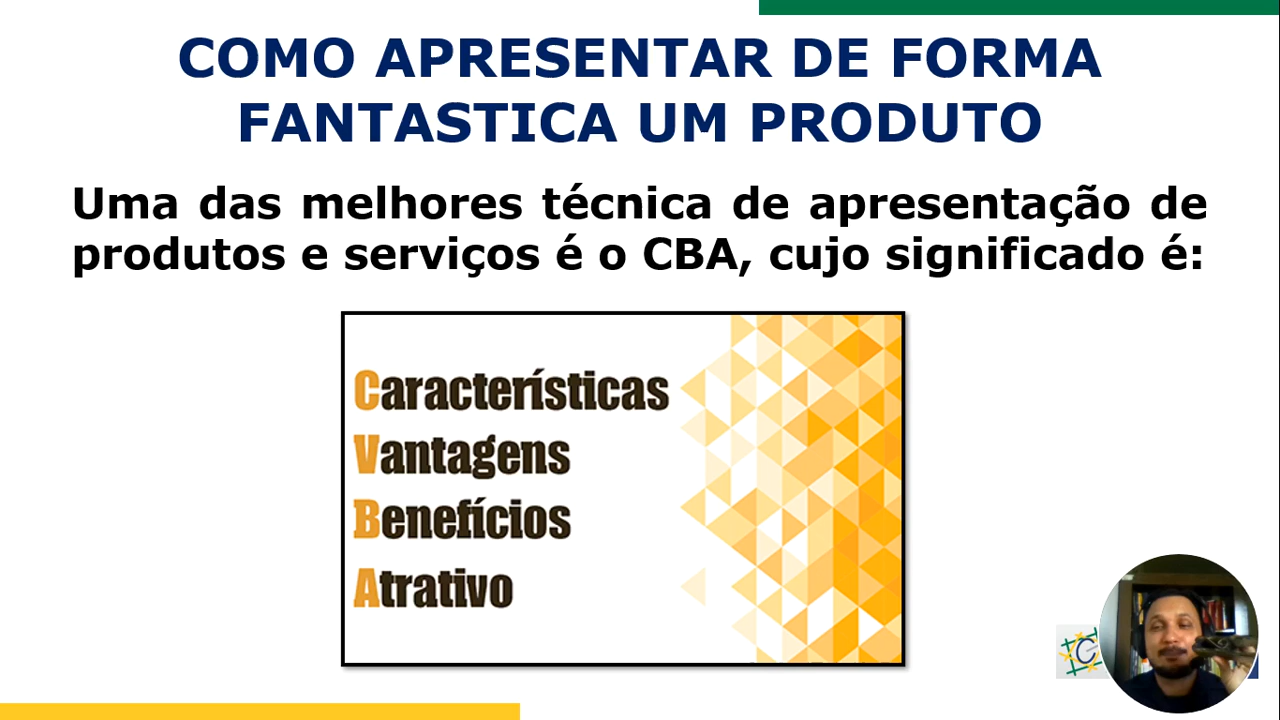 COMO APRESENTAR DE FORMA
FANTASTICA UM PRODUTO
Uma das melhores técnica de apresentação de
produtos e serviços é o CBA, cujo significado é:
Características
Vantagens
Benefícios
Atrativo
C